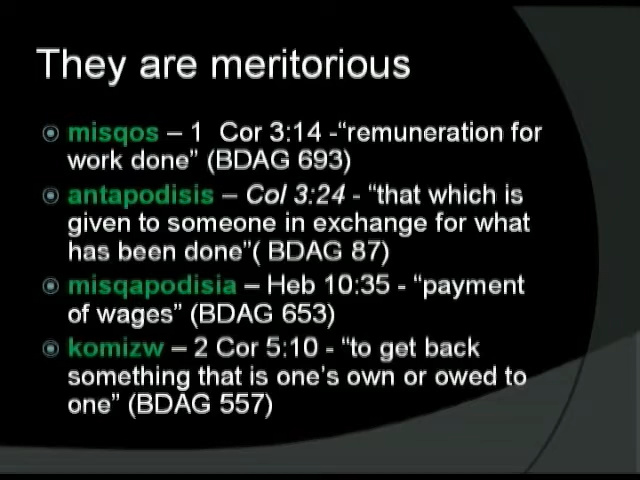 They are meritorious
misqos – 1 Cor 3:14 -“remuneration for
work done” (BDAG 693)
antapodisis – Col 3:24 - “that which is
given to someone in exchange for what
has been done”( BDAG 87)
misqapodisia – Heb 10:35 - “payment
of wages” (BDAG 653)
komizw – 2 Cor 5:10 - “to get back
something that is one’s own or owed to
one” (BDAG 557)